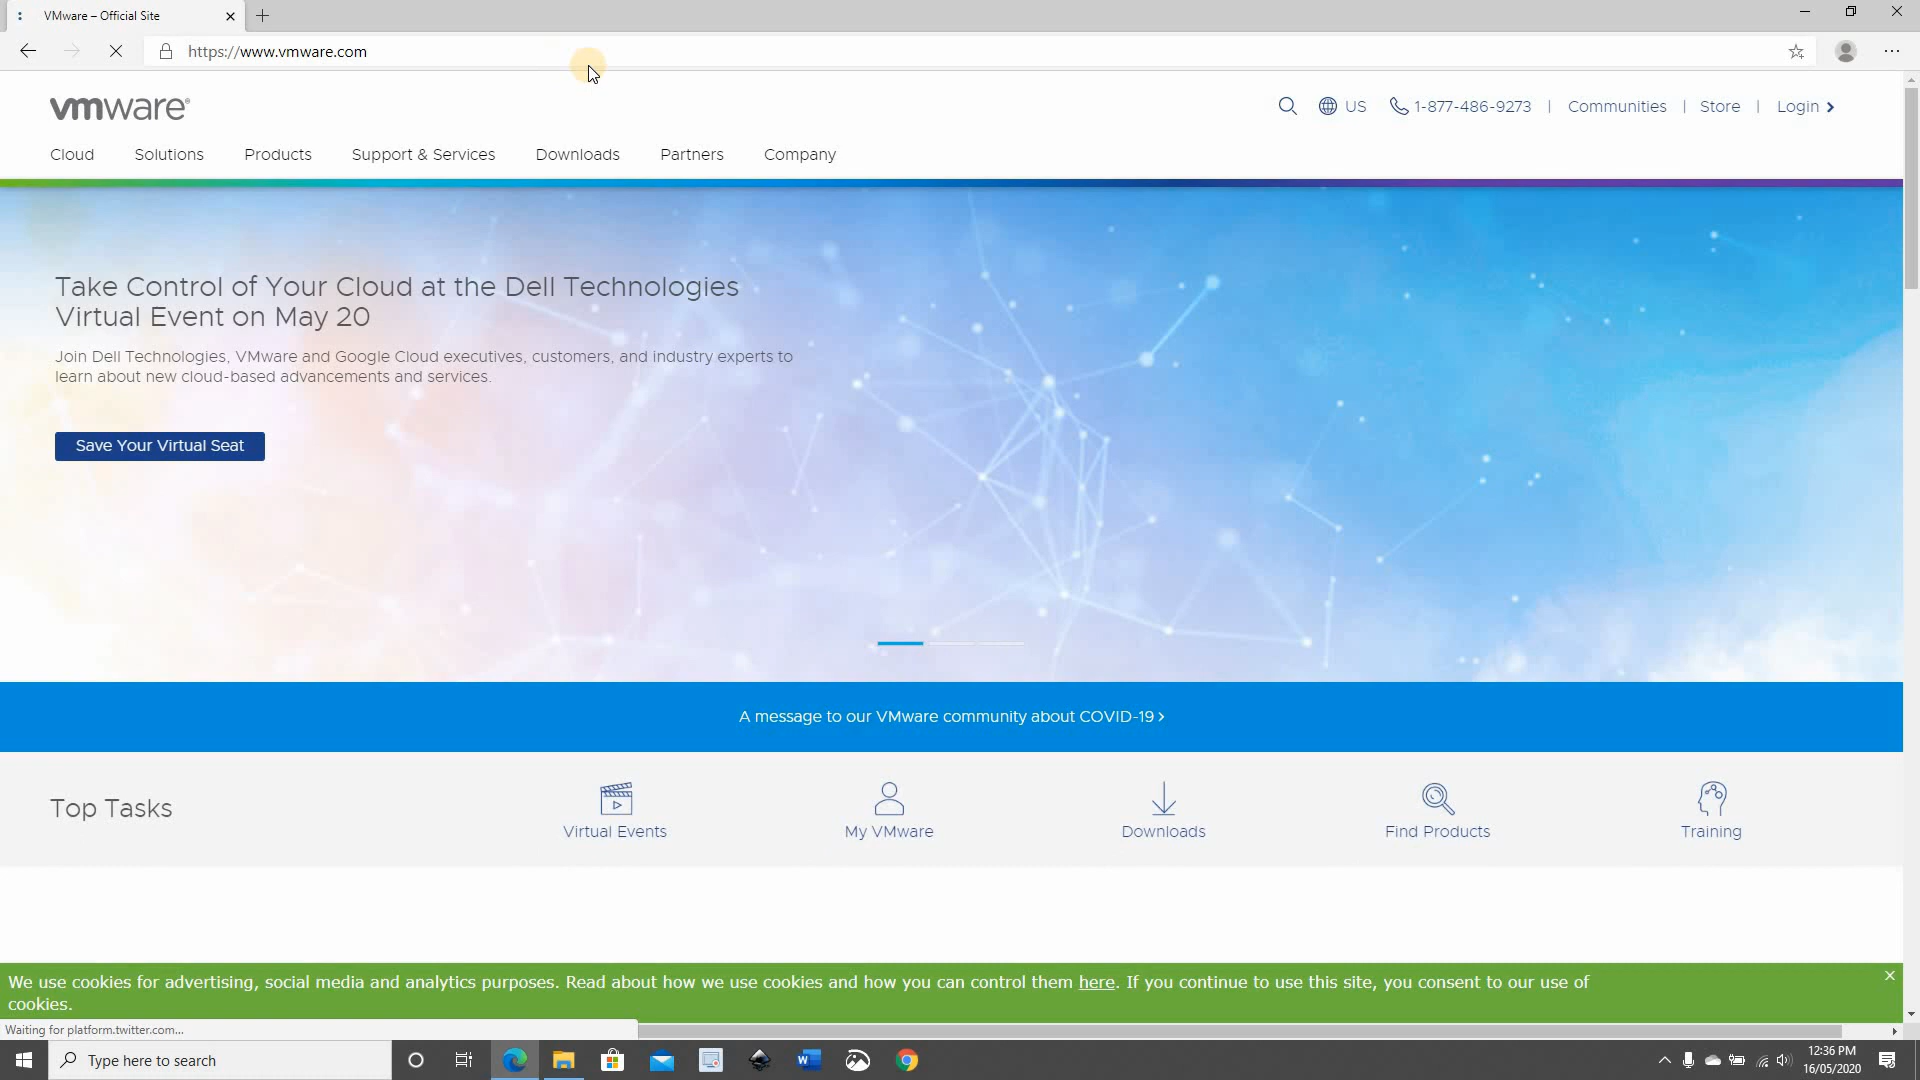 VMware – Official Site
https://www.vmware.com
vmware®
US
1-877-486-9273 | Communities | Store | Login
Cloud Solutions Products Support & Services Downloads Partners Company
Take Control of Your Cloud at the Dell Technologies
Virtual Event on May 20
Join Dell Technologies, VMware and Google Cloud executives, customers, and industry experts to
learn about new cloud-based advancements and services.
Save Your Virtual Seat
A message to our VMware community about COVID-19 >
Top Tasks
Virtual Events
My VMware
Downloads
Find Products
Training
We use cookies for advertising, social media and analytics purposes. Read about how we use cookies and how you can control them here. If you continue to use this site, you consent to our use of
cookies.
Waiting for platform.twitter.com...
Type here to search
12:36 PM
16/05/2020